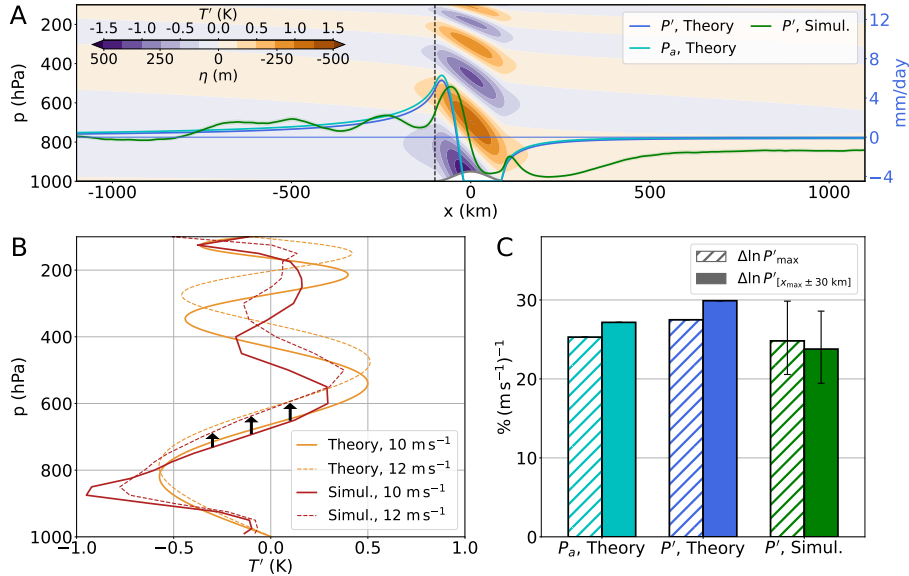 A
T′ (K)
-1.5 -1.0 -0.5 0.0 0.5 1.0 1.5
500 250 0 -250 -500
η (m)
P′, Theory
P′, Simul.
Pₐ, Theory
200
400
600
800
1000
p (hPa)
12
8
4
0
−4
mm/day
-1000 -500 0 500 1000
x (km)
B
200
400
600
800
1000
p (hPa)
Theory, 10 m s⁻¹
Theory, 12 m s⁻¹
Simul., 10 m s⁻¹
Simul., 12 m s⁻¹
−1.0 −0.5 0.0 0.5 1.0
T′ (K)
C
Δln P′max
Δln P′[xmax ± 30 km]
40
30
20
10
0
% (m s⁻¹)⁻¹
Pₐ, Theory P′, Theory P′, Simul.